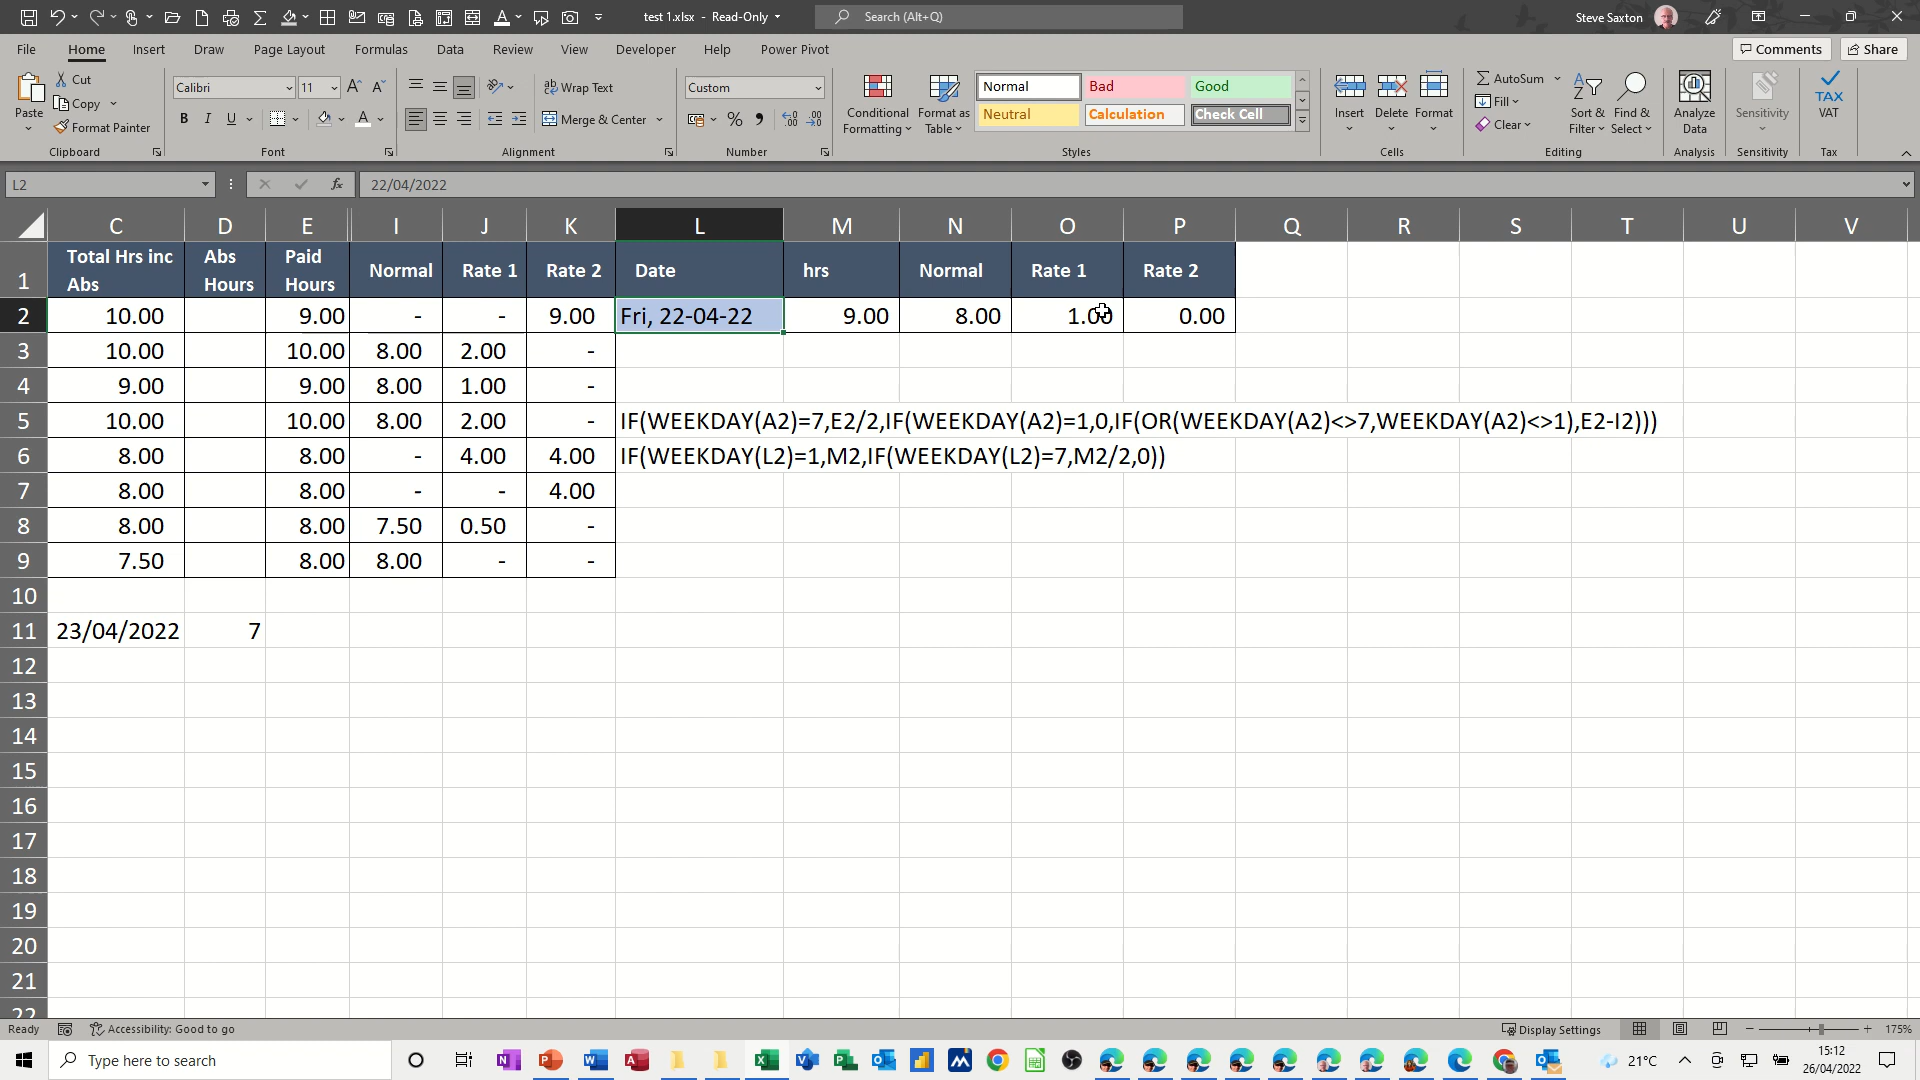 test 1.xlsx - Read-Only
Search (Alt+Q)
Steve Saxton
File Home Insert Draw Page Layout Formulas Data Review View Developer Help Power Pivot
Comments Share
Paste
Cut
Copy
Format Painter
Clipboard
Calibri 11
B I U
Font
Wrap Text
Merge & Center
Alignment
Custom
Number
Conditional Formatting
Format as Table
Normal Bad Good
Neutral Calculation Check Cell
Styles
Insert Delete Format
Cells
AutoSum
Fill
Clear
Sort & Filter
Find & Select
Editing
Analyze Data
Analysis
Sensitivity
Sensitivity
TAX
VAT
Tax
L2 fx 22/04/2022
C D E I J K L M N O P Q R S T U V
1 Total Hrs inc Abs Abs Hours Paid Hours Normal Rate 1 Rate 2 Date hrs Normal Rate 1 Rate 2
2 10.00 9.00 - - 9.00 Fri, 22-04-22 9.00 8.00 1.00 0.00
3 10.00 10.00 8.00 2.00 -
4 9.00 9.00 8.00 1.00 -
5 10.00 10.00 8.00 2.00 - IF(WEEKDAY(A2)=7,E2/2,IF(WEEKDAY(A2)=1,0,IF(OR(WEEKDAY(A2)<>7,WEEKDAY(A2)<>1),E2-I2)))
6 8.00 8.00 - 4.00 4.00 IF(WEEKDAY(L2)=1,M2,IF(WEEKDAY(L2)=7,M2/2,0))
7 8.00 8.00 - - 4.00
8 8.00 8.00 7.50 0.50 -
9 7.50 8.00 8.00 - -
10
11 23/04/2022 7
12
13
14
15
16
17
18
19
20
21
22
Ready Accessibility: Good to go Display Settings 175%
Type here to search
21°C
15:12
26/04/2022